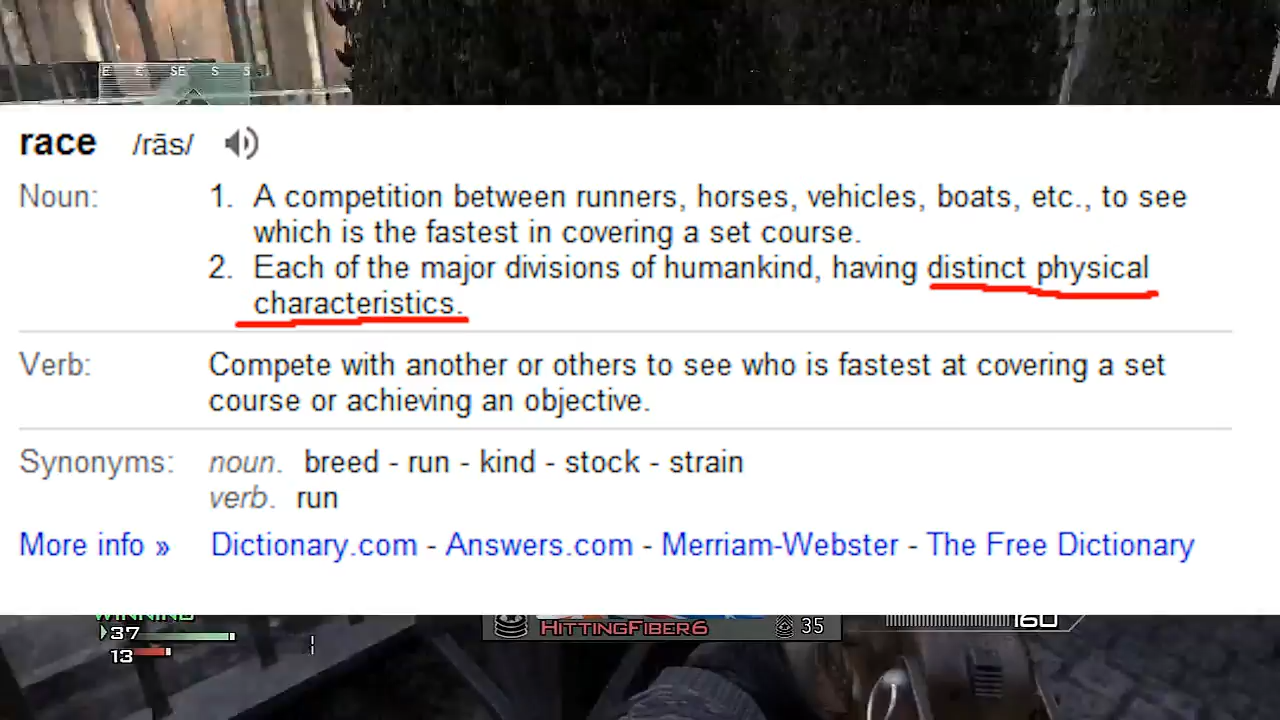 E E SE S S
race /rās/
Noun: 1. A competition between runners, horses, vehicles, boats, etc., to see
which is the fastest in covering a set course.
2. Each of the major divisions of humankind, having distinct physical
characteristics.
Verb: Compete with another or others to see who is fastest at covering a set
course or achieving an objective.
Synonyms: noun. breed - run - kind - stock - strain
verb. run
More info » Dictionary.com - Answers.com - Merriam-Webster - The Free Dictionary
WINNING
37
HITTINGFIBER6 35
160
13